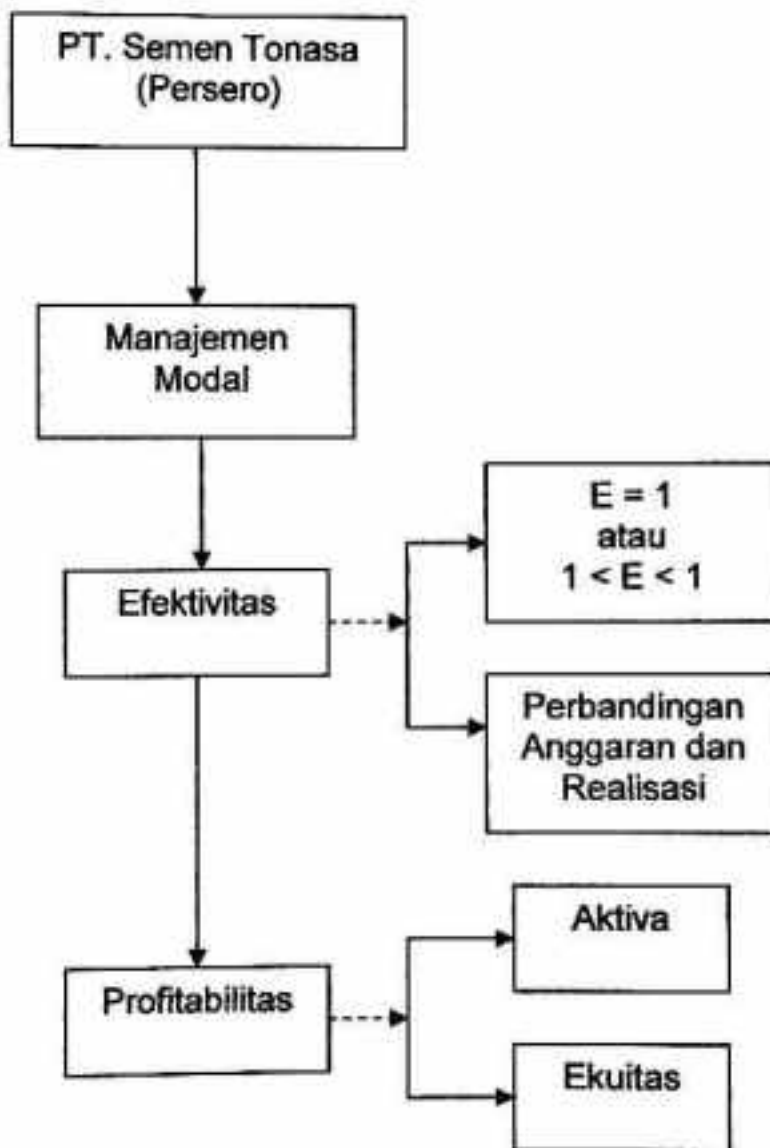 PT. Semen Tonasa
(Persero)
Manajemen
Modal
Efektivitas
E = 1
atau
1 < E < 1
Perbandingan
Anggaran dan
Realisasi
Profitabilitas
Aktiva
Ekuitas